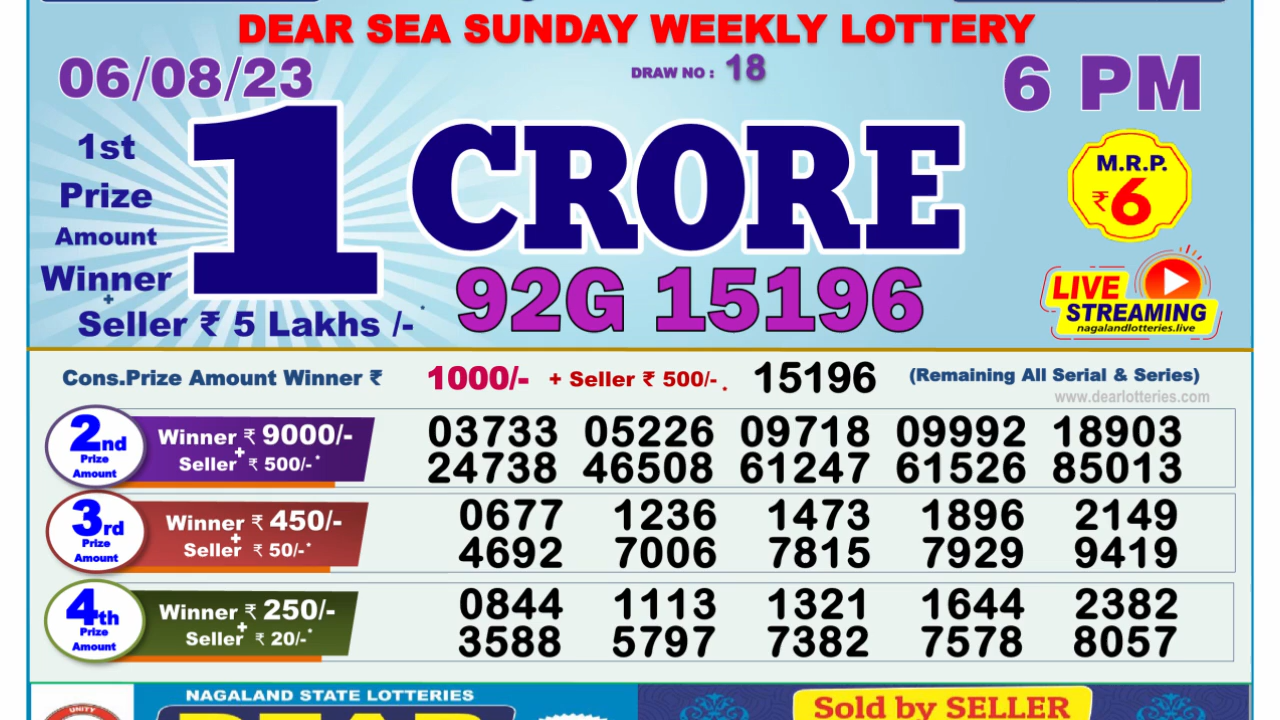 DEAR SEA SUNDAY WEEKLY LOTTERY
06/08/23
DRAW NO : 18
6 PM
1st
Prize
Amount
Winner
+
Seller ₹ 5 Lakhs /- *
1 CRORE
92G 15196
M.R.P.
₹6
LIVE
STREAMING
nagalandlotteries.live
Cons.Prize Amount Winner ₹ 1000/- + Seller ₹ 500/- . 15196 (Remaining All Serial & Series)
www.dearlotteries.com
2nd
Prize
Amount
Winner ₹ 9000/-
+
Seller ₹ 500/- *
03733 05226 09718 09992 18903
24738 46508 61247 61526 85013
3rd
Prize
Amount
Winner ₹ 450/-
+
Seller ₹ 50/- *
0677 1236 1473 1896 2149
4692 7006 7815 7929 9419
4th
Prize
Amount
Winner ₹ 250/-
+
Seller ₹ 20/- *
0844 1113 1321 1644 2382
3588 5797 7382 7578 8057
UNITY
NAGALAND STATE LOTTERIES
DEAR
Sold by SELLER